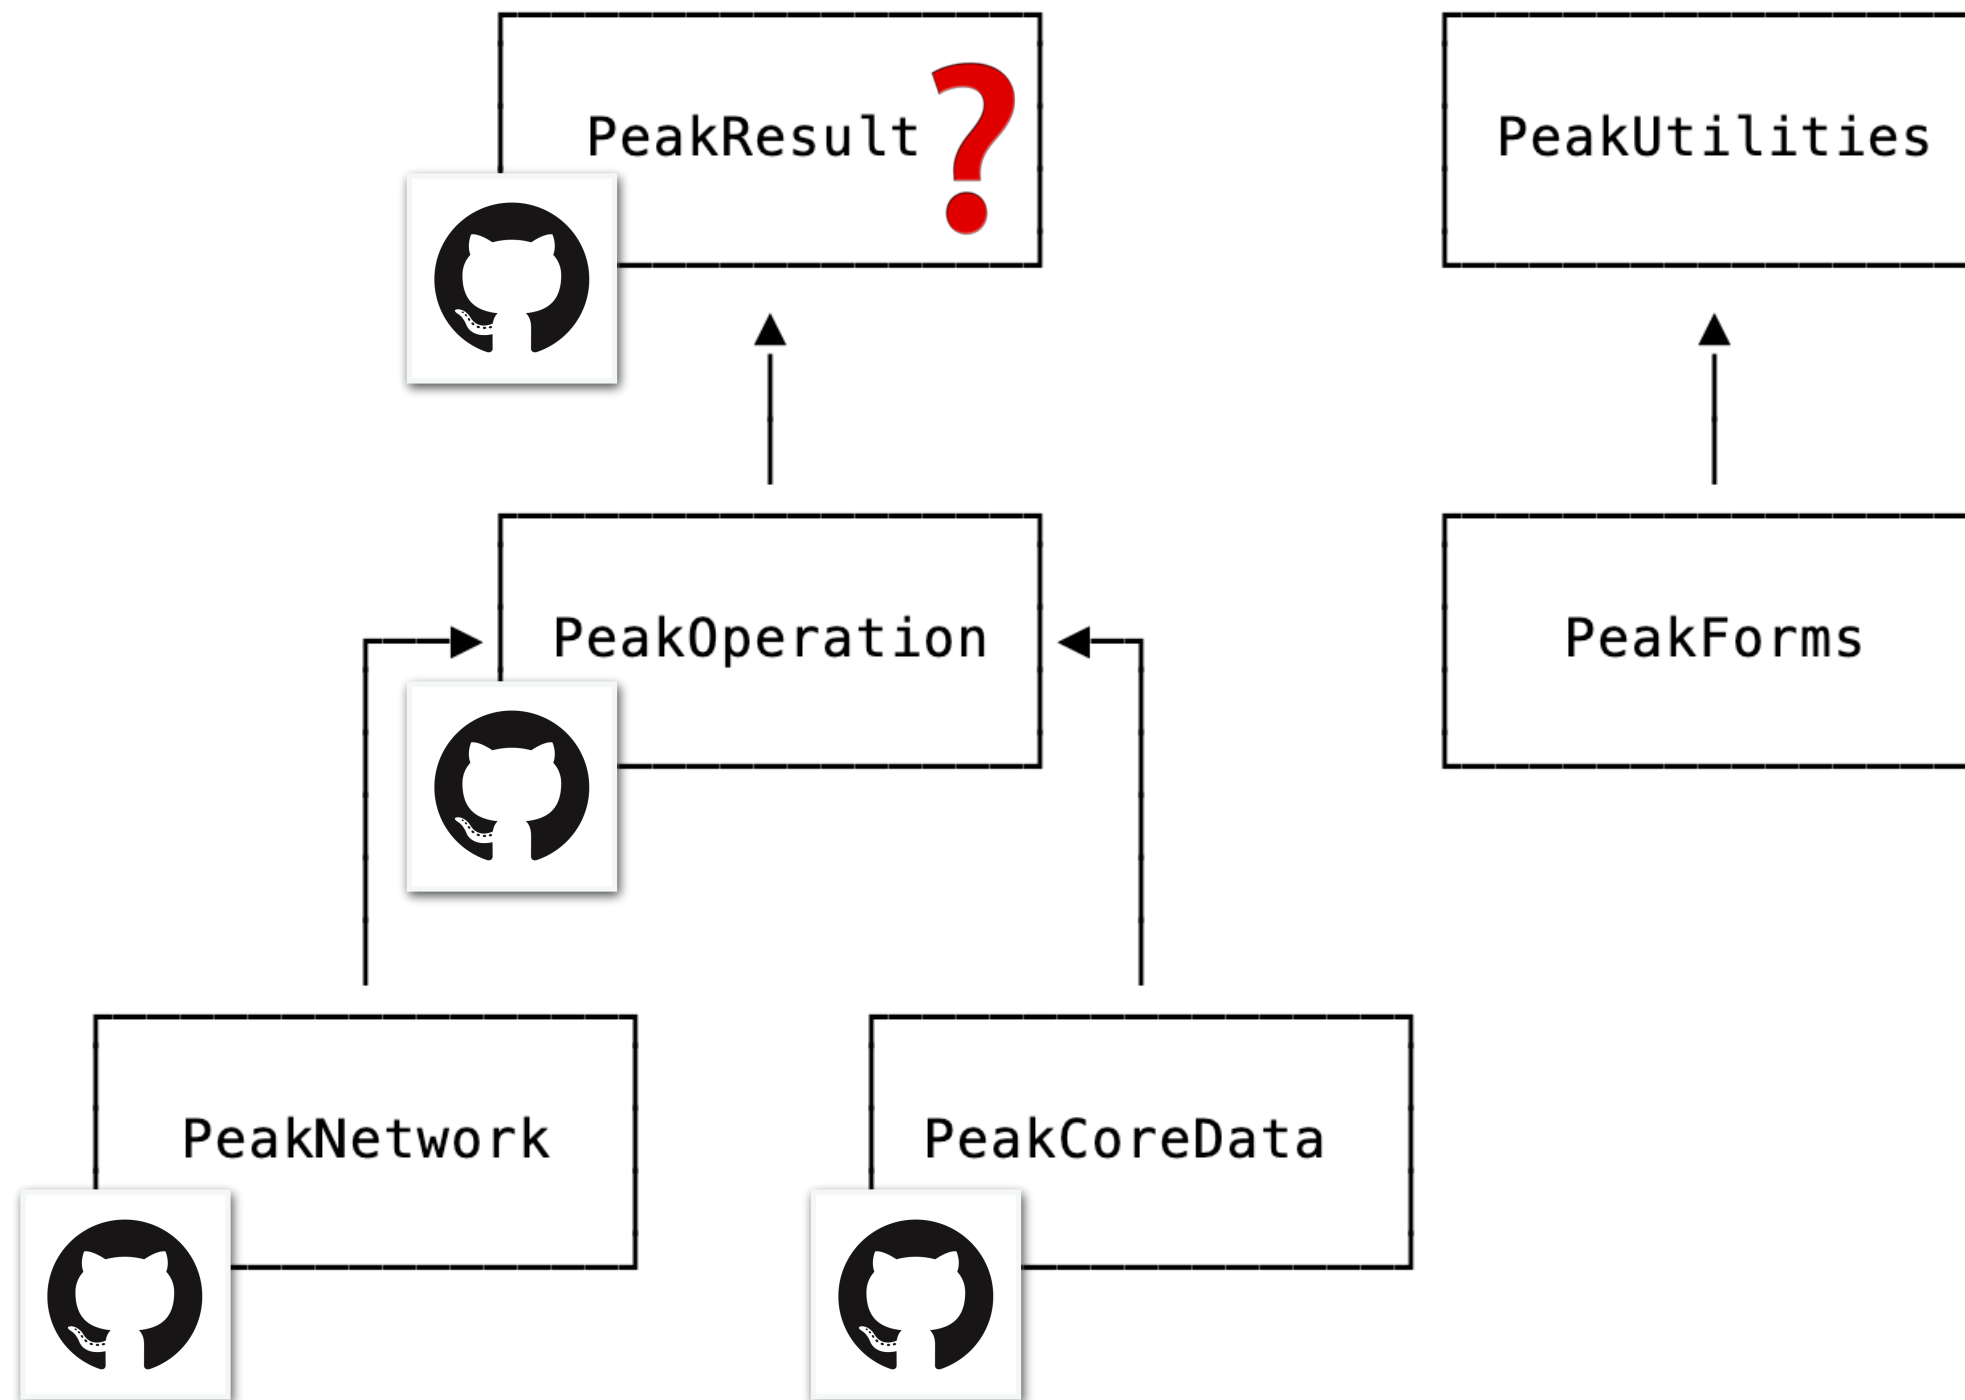 PeakResult ?
PeakUtilities
PeakOperation
PeakForms
PeakNetwork
PeakCoreData